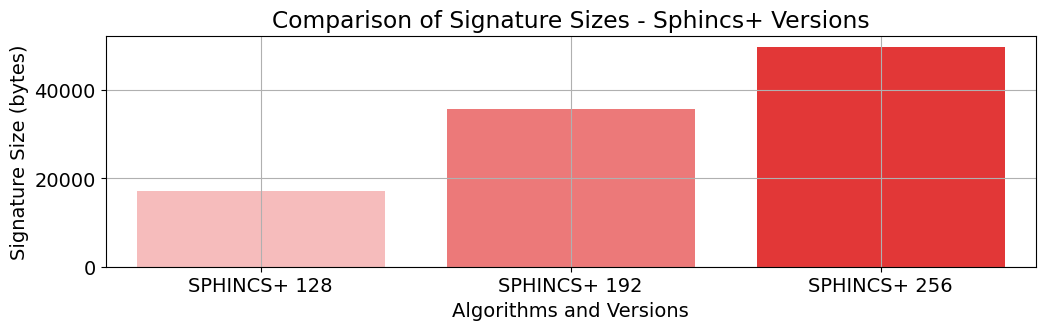 Comparison of Signature Sizes - Sphincs+ Versions
Signature Size (bytes)
40000
20000
0
SPHINCS+ 128
SPHINCS+ 192
SPHINCS+ 256
Algorithms and Versions